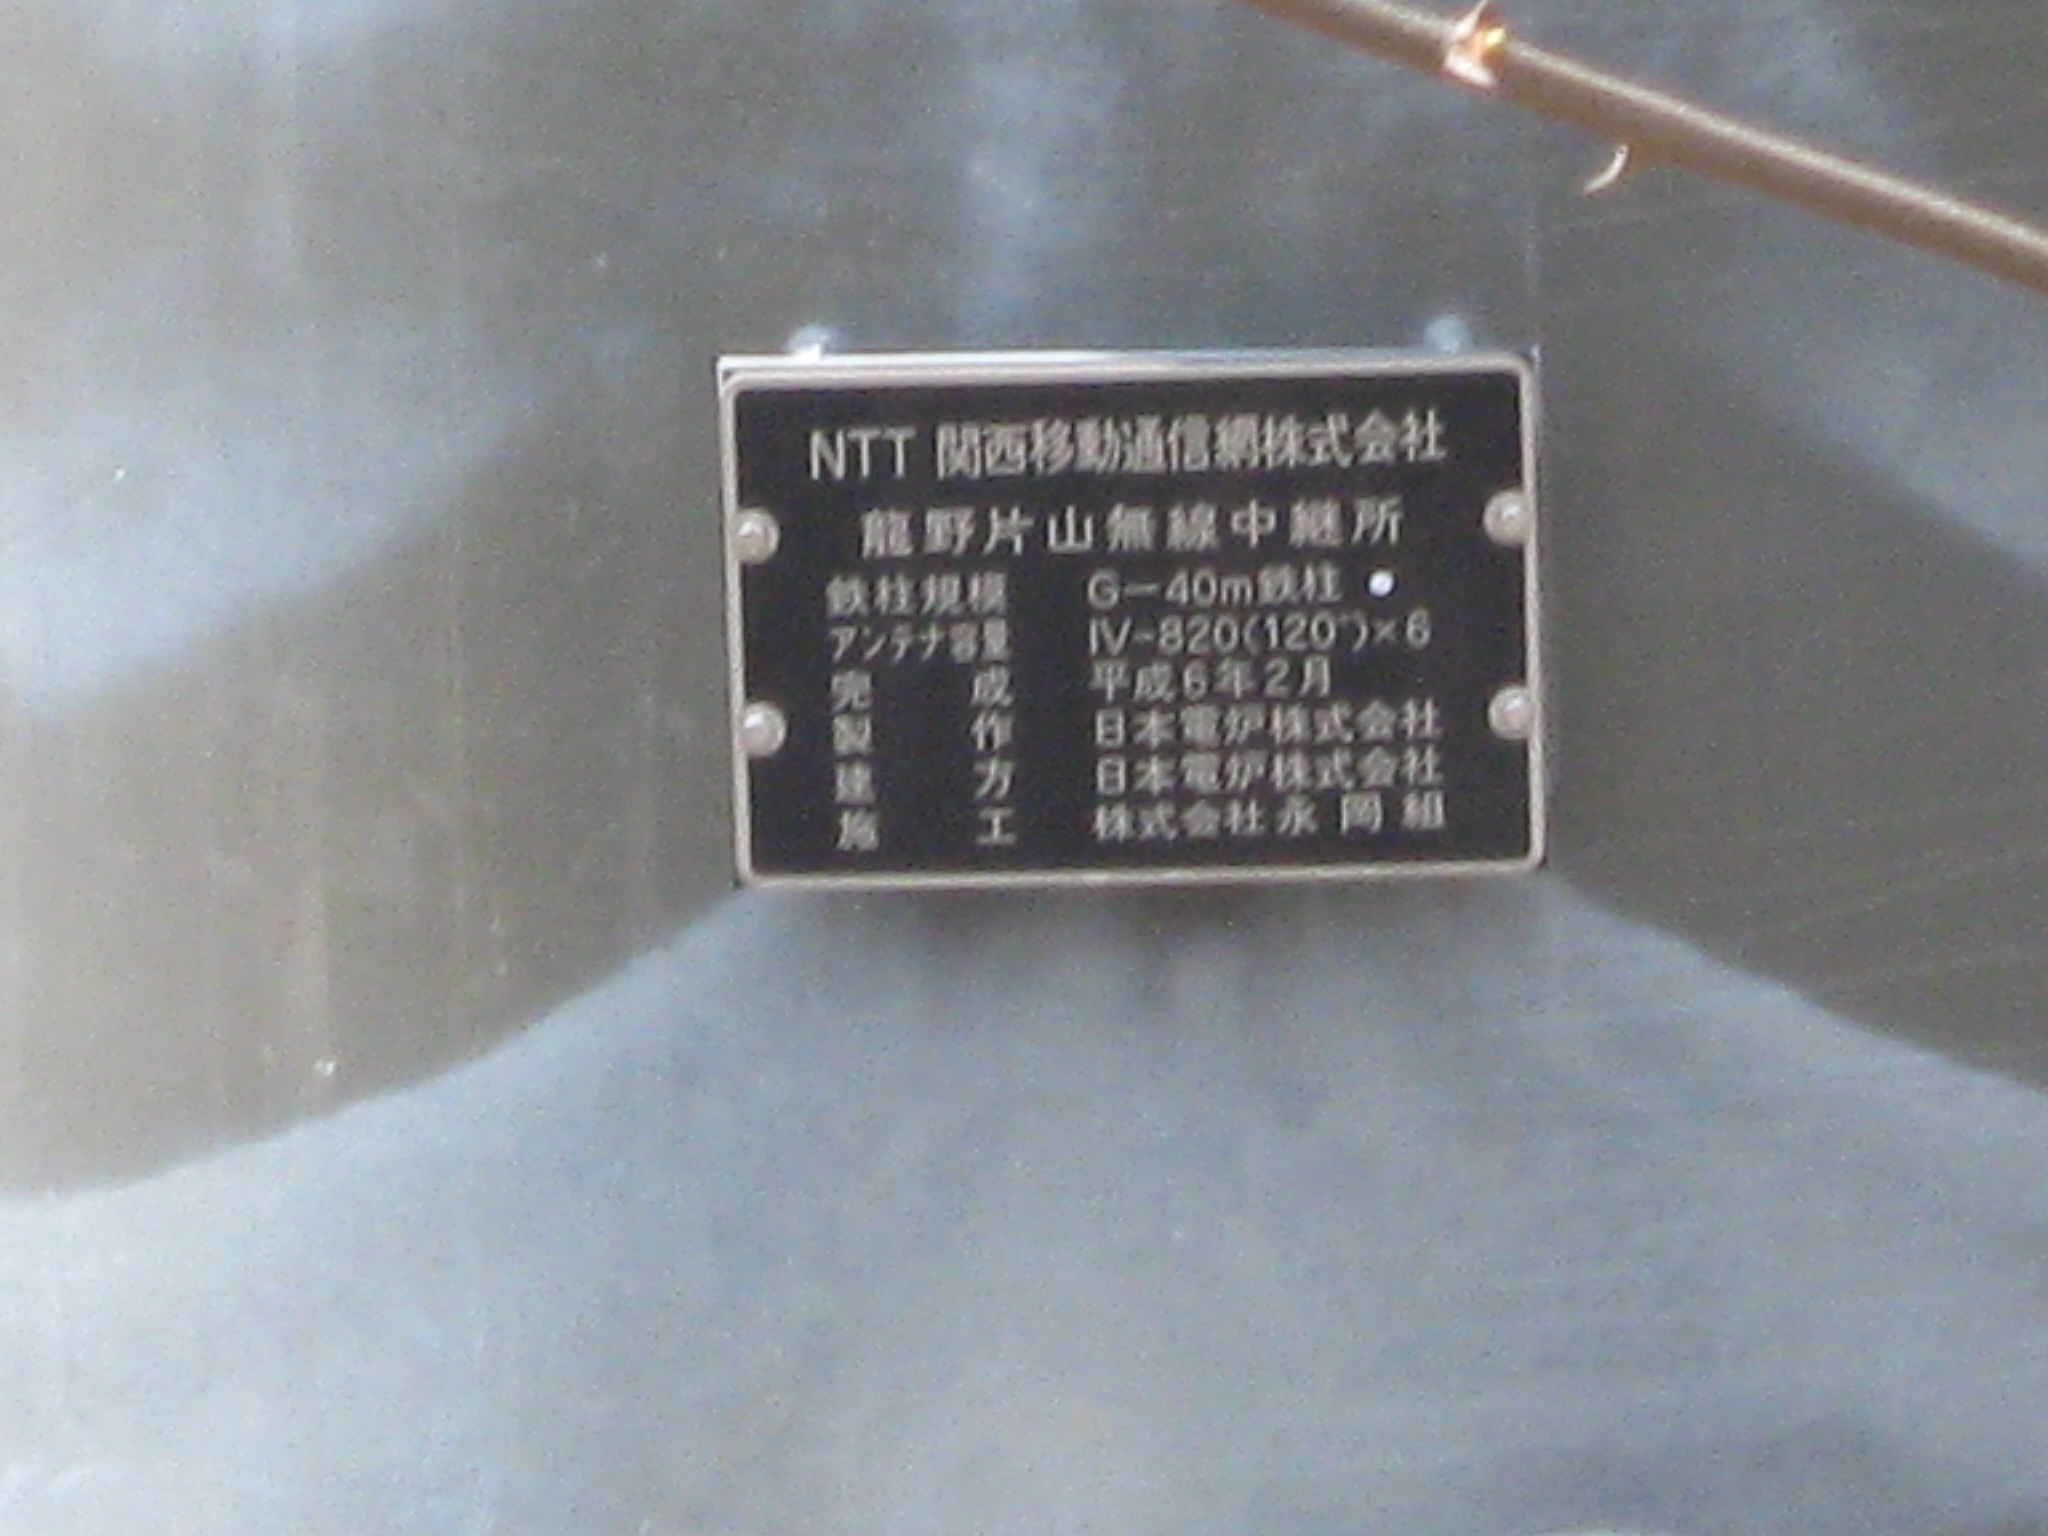 NTT 関西移動通信網株式会社
龍野片山無線中継所
鉄柱規模 G－40m鉄柱
アンテナ容量 IV-820(120°)×6
完成 平成6年2月
製作 日本電炉株式会社
建方 日本電炉株式会社
施工 株式会社永岡組